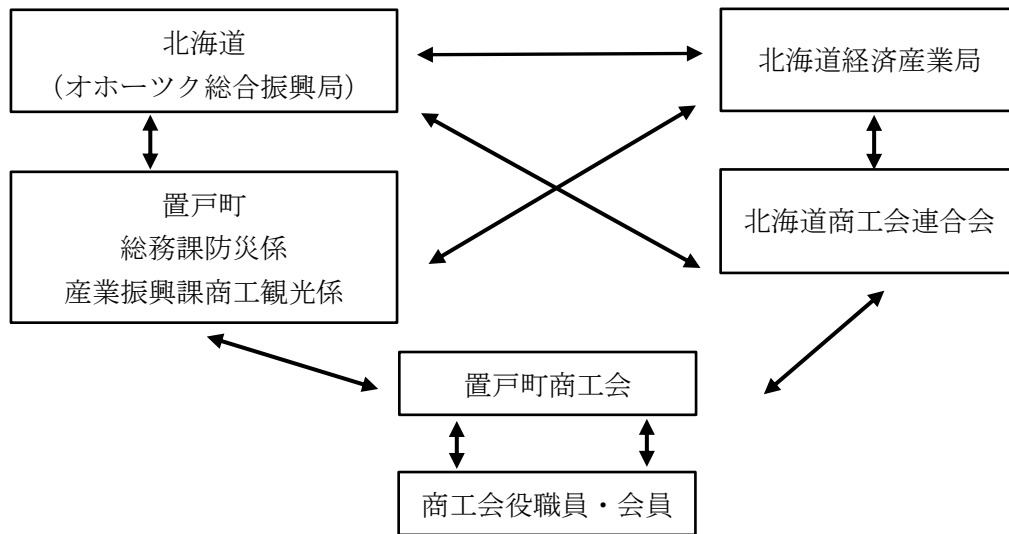 北海道
（オホーツク総合振興局）
北海道経済産業局
置戸町
総務課防災係
産業振興課商工観光係
北海道商工会連合会
置戸町商工会
商工会役職員・会員